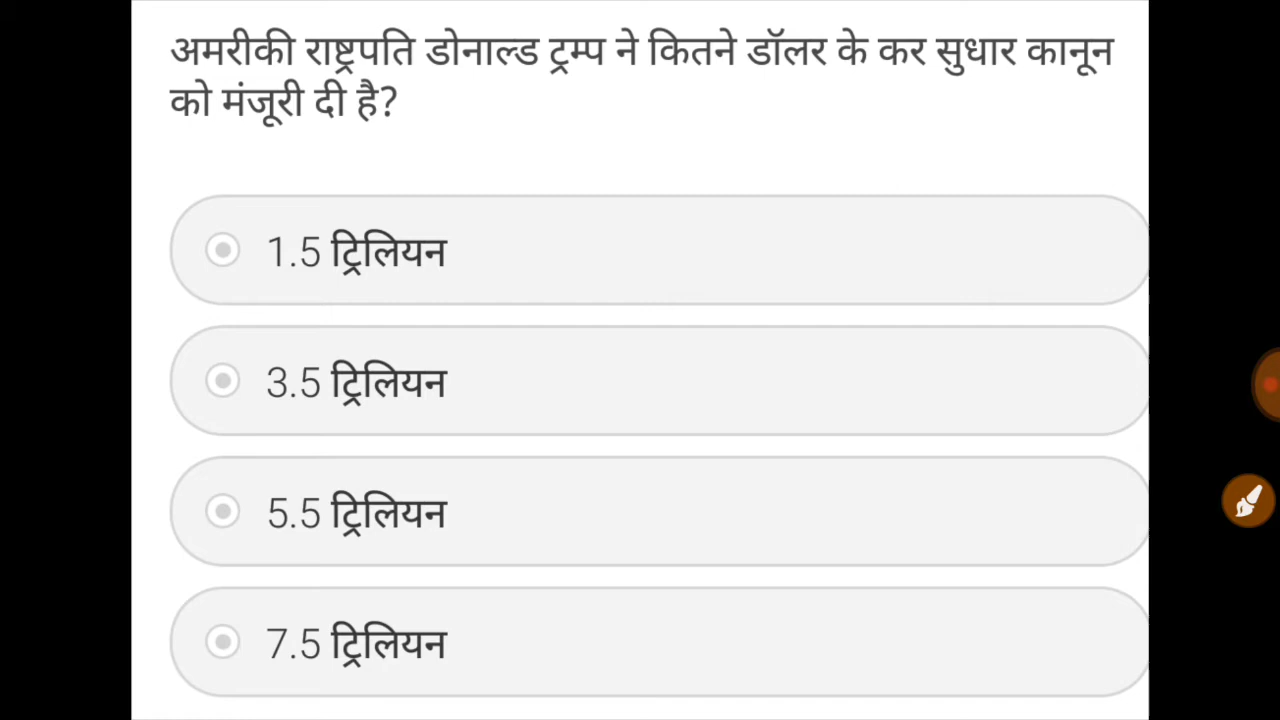 अमरीकी राष्ट्रपति डोनाल्ड ट्रम्प ने कितने डॉलर के कर सुधार कानून
को मंजूरी दी है?
1.5 ट्रिलियन
3.5 ट्रिलियन
5.5 ट्रिलियन
7.5 ट्रिलियन